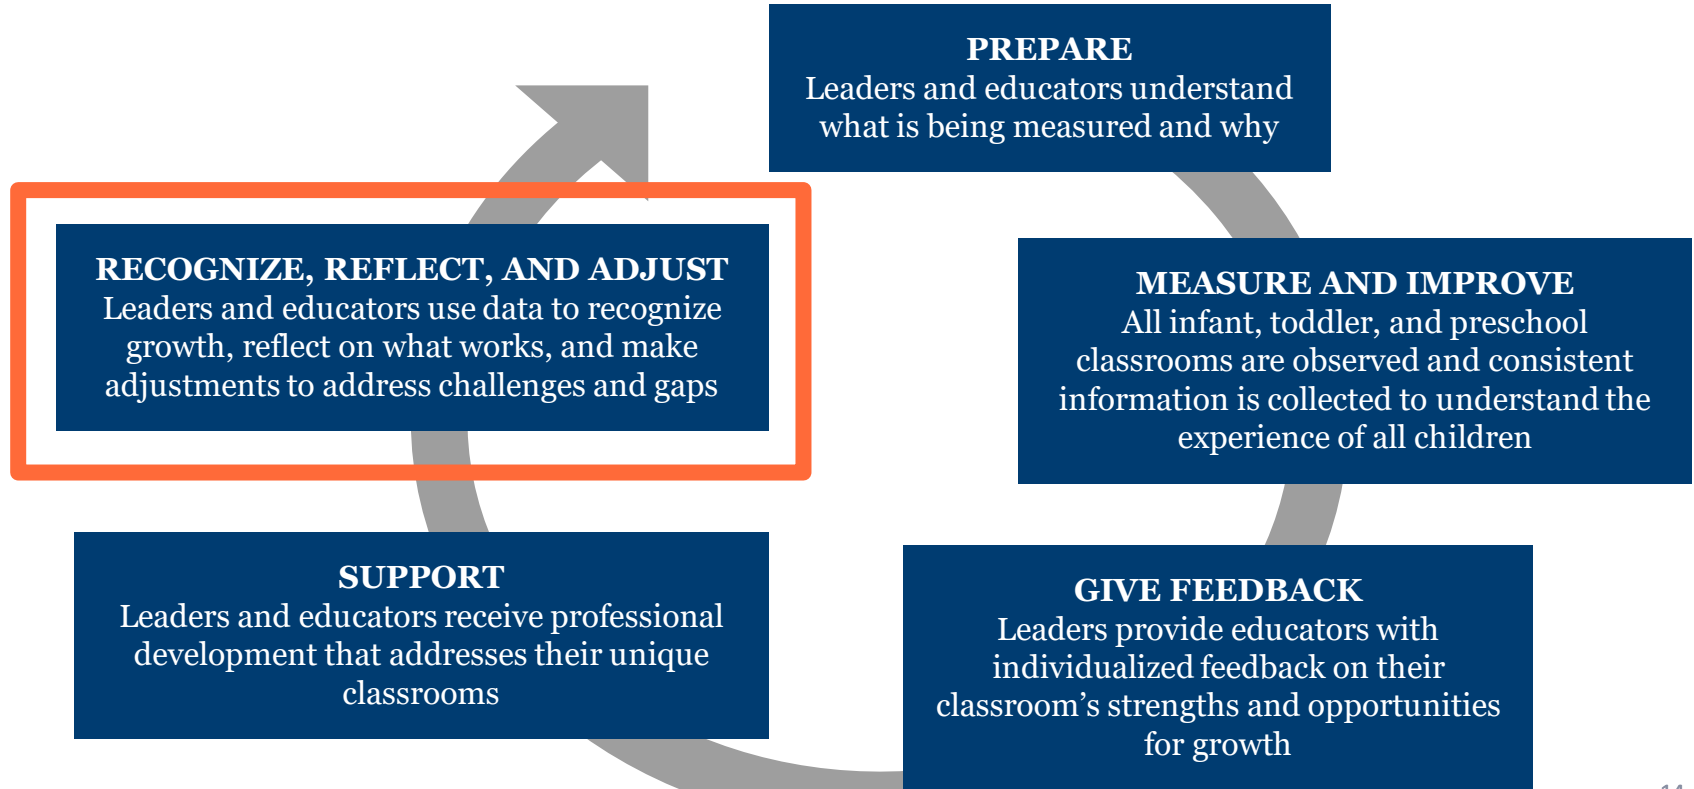 PREPARE
Leaders and educators understand
what is being measured and why
RECOGNIZE, REFLECT, AND ADJUST
Leaders and educators use data to recognize
growth, reflect on what works, and make
adjustments to address challenges and gaps
MEASURE AND IMPROVE
All infant, toddler, and preschool
classrooms are observed and consistent
information is collected to understand the
experience of all children
SUPPORT
Leaders and educators receive professional
development that addresses their unique
classrooms
GIVE FEEDBACK
Leaders provide educators with
individualized feedback on their
classroom’s strengths and opportunities
for growth